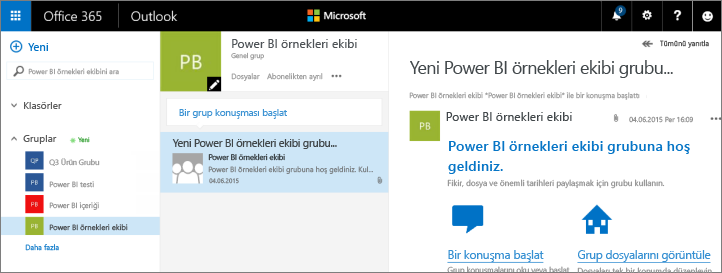 Office 365 Outlook Microsoft 9 ?
Yeni
Power BI örnekleri ekibini ara
Klasörler
Gruplar Yeni
QP Q3 Ürün Grubu
PB Power BI testi
PB Power BI içeriği
PB Power BI örnekleri ekibi
Daha fazla
PB
Power BI örnekleri ekibi
Genel grup
Dosyalar Abonelikten ayrıl ...
Bir grup konuşması başlat
Yeni Power BI örnekleri ekibi grubu...
Power BI örnekleri ekibi
Power BI örnekleri ekibi grubuna hoş geldiniz. Kul...
04.06.2015
Tümünü yanıtla
Yeni Power BI örnekleri ekibi grubu...
Power BI örnekleri ekibi "Power BI örnekleri ekibi" ile bir konuşma başlattı
PB Power BI örnekleri ekibi 04.06.2015 Per 16:09
Power BI örnekleri ekibi grubuna hoş
geldiniz.
Fikir, dosya ve önemli tarihleri paylaşmak için grubu kullanın.
Bir konuşma başlat Grup dosyalarını görüntüle
Grup konuşmalarını oku veya başlat Dosyaları tek bir konumda düzenleyin